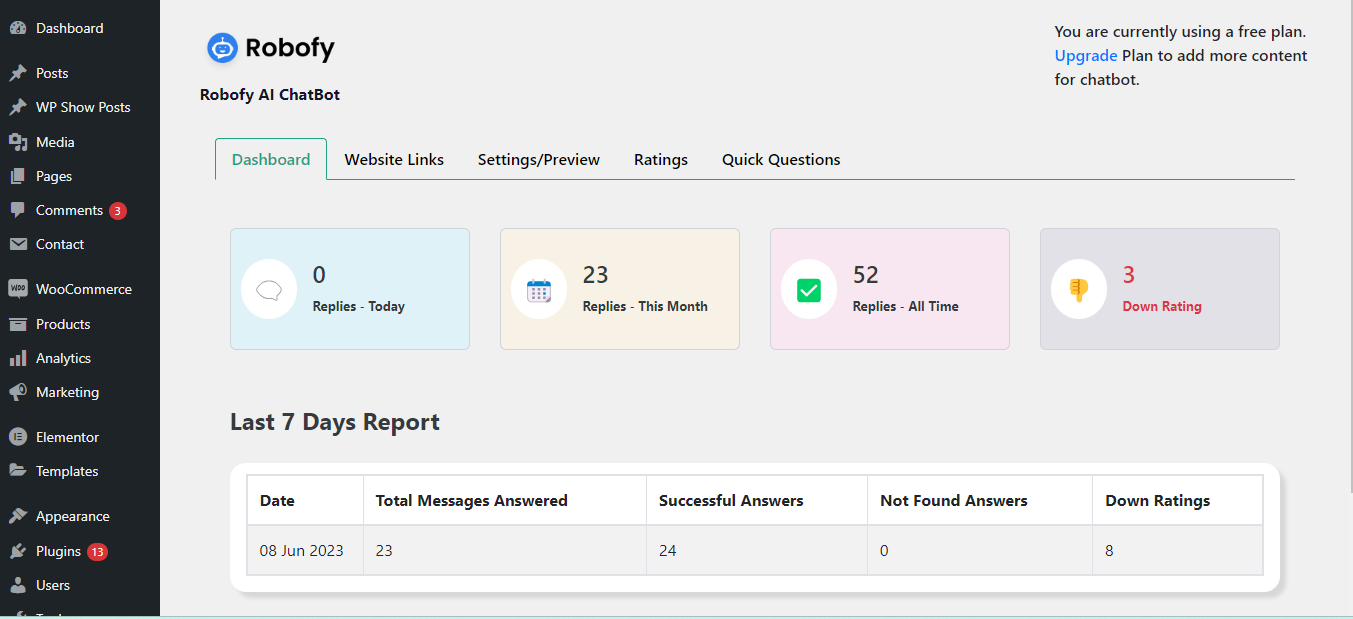 Dashboard
Posts
WP Show Posts
Media
Pages
Comments 3
Contact
WOO WooCommerce
Products
Analytics
Marketing
Elementor
Templates
Appearance
Plugins 13
Users
Robofy
Robofy AI ChatBot
You are currently using a free plan.
Upgrade Plan to add more content
for chatbot.
Dashboard Website Links Settings/Preview Ratings Quick Questions
0
Replies - Today
23
Replies - This Month
52
Replies - All Time
3
Down Rating
Last 7 Days Report
Date Total Messages Answered Successful Answers Not Found Answers Down Ratings
08 Jun 2023 23 24 0 8